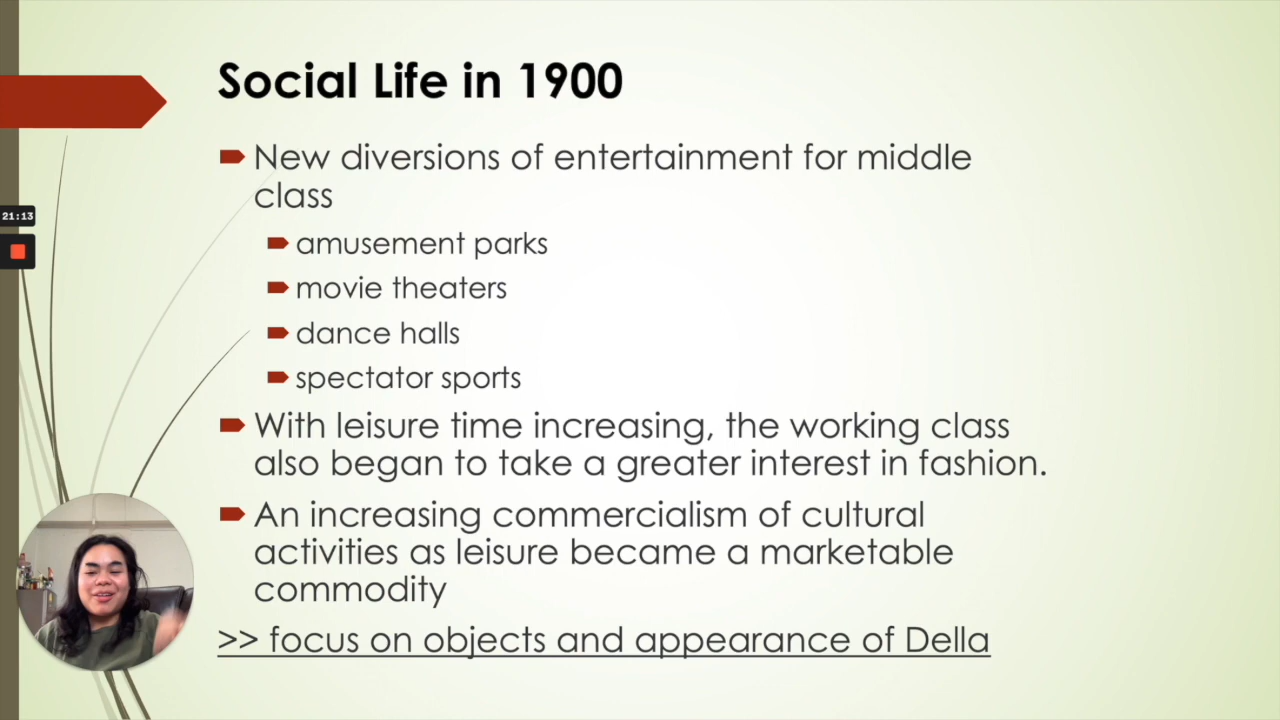 Social Life in 1900
New diversions of entertainment for middle
class
amusement parks
movie theaters
dance halls
spectator sports
21:13
With leisure time increasing, the working class
also began to take a greater interest in fashion.
An increasing commercialism of cultural
activities as leisure became a marketable
commodity
>> focus on objects and appearance of Della